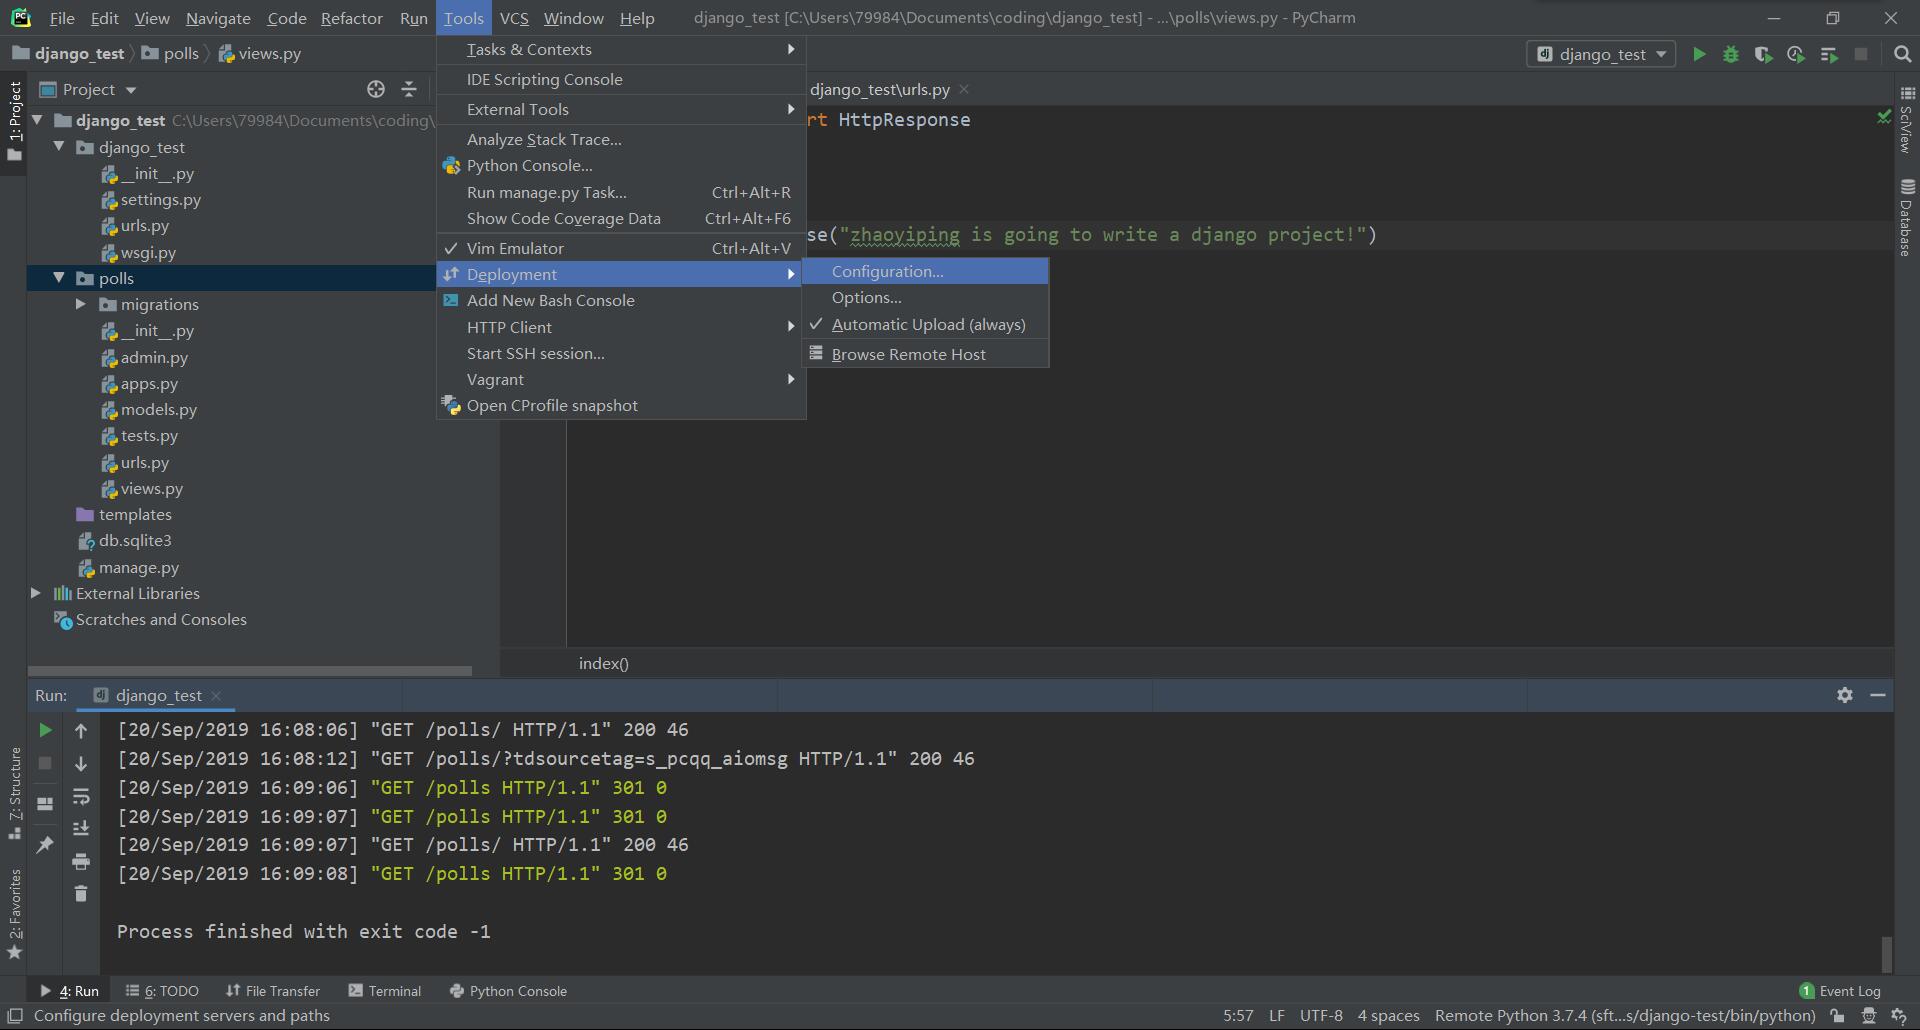 PC File Edit View Navigate Code Refactor Run Tools VCS Window Help django_test [C:\Users\79984\Documents\coding\django_test] - ...\polls\views.py - PyCharm
django_test polls views.py
dj django_test
Project
django_test C:\Users\79984\Documents\coding\
django_test
__init__.py
settings.py
urls.py
wsgi.py
polls
migrations
__init__.py
admin.py
apps.py
models.py
tests.py
urls.py
views.py
templates
db.sqlite3
manage.py
External Libraries
Scratches and Consoles
Tasks & Contexts
IDE Scripting Console
External Tools
Analyze Stack Trace...
Python Console...
Run manage.py Task... Ctrl+Alt+R
Show Code Coverage Data Ctrl+Alt+F6
Vim Emulator Ctrl+Alt+V
Deployment
Add New Bash Console
HTTP Client
Start SSH session...
Vagrant
Open CProfile snapshot
Configuration...
Options...
Automatic Upload (always)
Browse Remote Host
django_test\urls.py
rt HttpResponse
se("zhaoyiping is going to write a django project!")
index()
1: Project
7: Structure
2: Favorites
SciView
Database
Run: dj django_test
[20/Sep/2019 16:08:06] "GET /polls/ HTTP/1.1" 200 46
[20/Sep/2019 16:08:12] "GET /polls/?tdsourcetag=s_pcqq_aiomsg HTTP/1.1" 200 46
[20/Sep/2019 16:09:06] "GET /polls HTTP/1.1" 301 0
[20/Sep/2019 16:09:07] "GET /polls HTTP/1.1" 301 0
[20/Sep/2019 16:09:07] "GET /polls/ HTTP/1.1" 200 46
[20/Sep/2019 16:09:08] "GET /polls HTTP/1.1" 301 0
Process finished with exit code -1
4: Run 6: TODO File Transfer Terminal Python Console 1 Event Log
Configure deployment servers and paths 5:57 LF UTF-8 4 spaces Remote Python 3.7.4 (sft...s/django-test/bin/python)